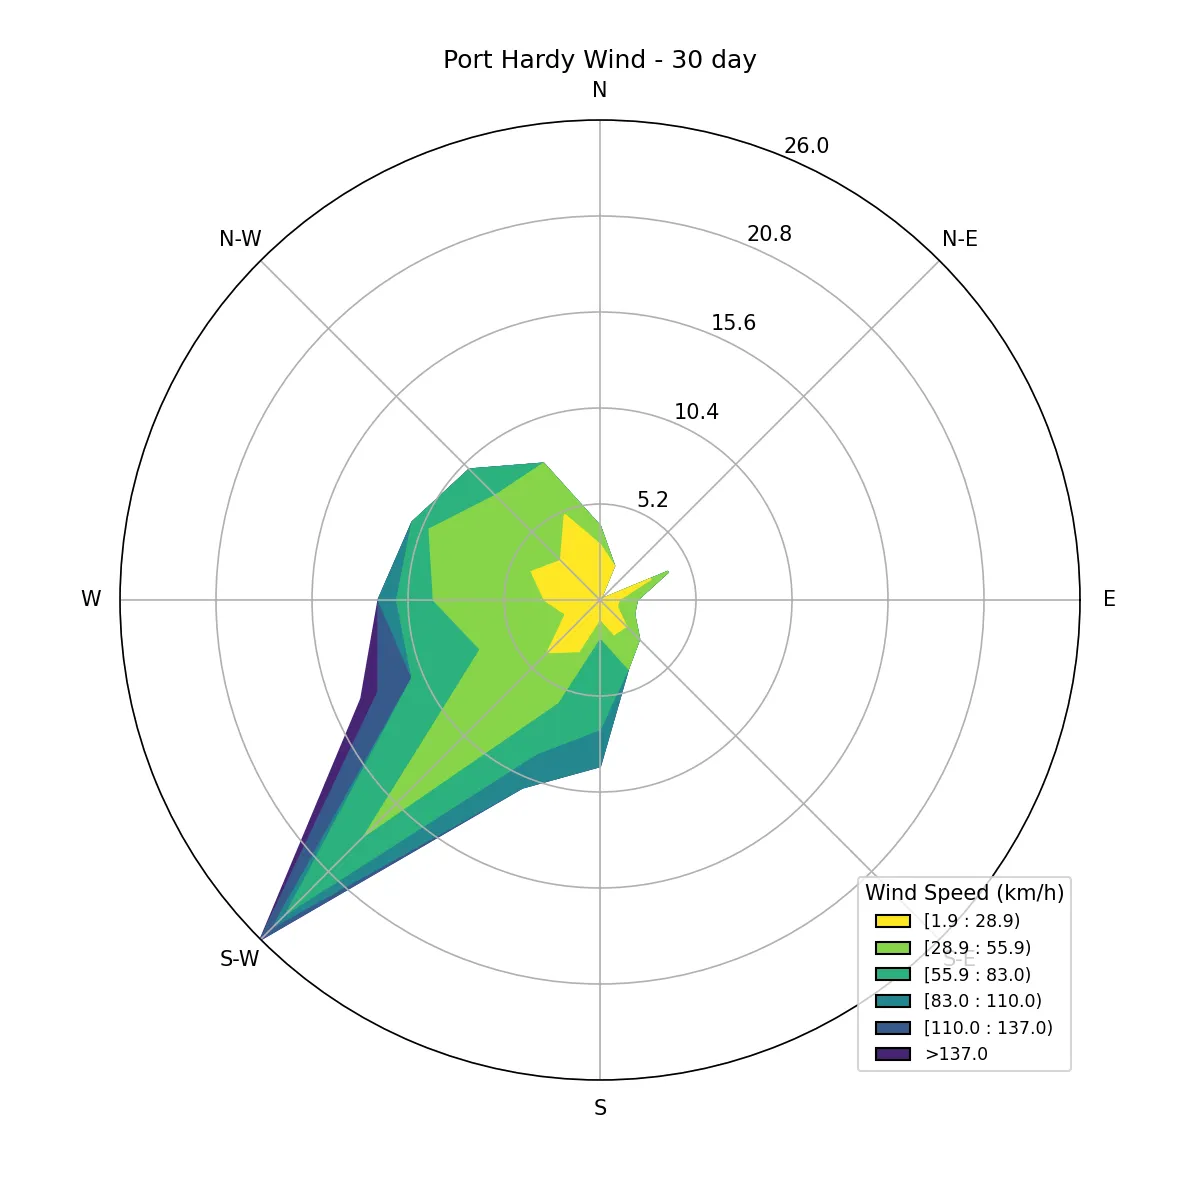 Port Hardy Wind - 30 day
N
26.0
N-W
20.8
N-E
15.6
10.4
5.2
W
E
S-W
S-E
Wind Speed (km/h)
[1.9 : 28.9)
[28.9 : 55.9)
[55.9 : 83.0)
[83.0 : 110.0)
[110.0 : 137.0)
>137.0
S